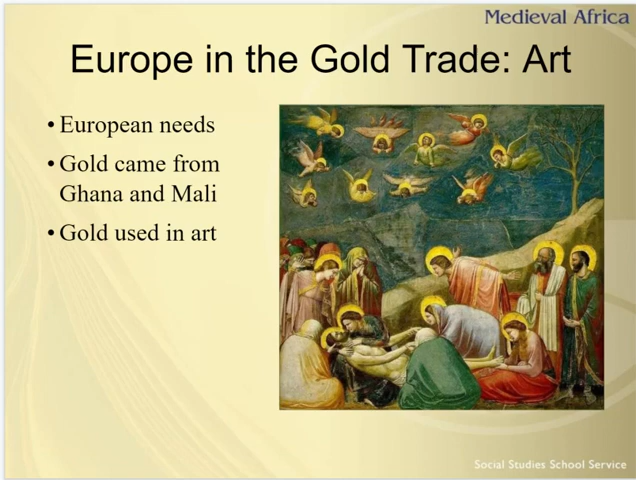 Medieval Africa
Europe in the Gold Trade: Art
• European needs
• Gold came from
Ghana and Mali
• Gold used in art
Social Studies School Service